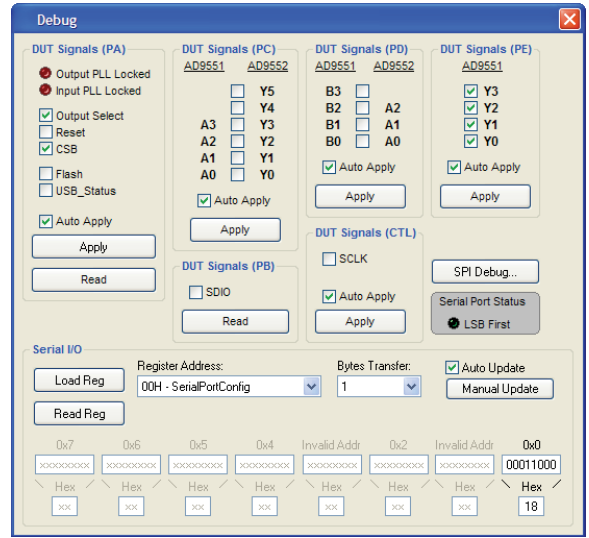 Debug
DUT Signals (PA)
Output PLL Locked
Input PLL Locked
Output Select
Reset
CSB
Flash
USB_Status
Auto Apply
Apply
Read
DUT Signals (PC)
AD9551 AD9552
Y5
Y4
A3 Y3
A2 Y2
A1 Y1
A0 Y0
Auto Apply
Apply
DUT Signals (PB)
SDIO
Read
DUT Signals (PD)
AD9551 AD9552
B3
B2 A2
B1 A1
B0 A0
Auto Apply
Apply
DUT Signals (CTL)
SCLK
Auto Apply
Apply
DUT Signals (PE)
AD9551
Y3
Y2
Y1
Y0
Auto Apply
Apply
SPI Debug...
Serial Port Status
LSB First
Serial I/O
Load Reg
Read Reg
Register Address:
00H - SerialPortConfig
Bytes Transfer:
1
Auto Update
Manual Update
0x7 0x6 0x5 0x4 Invalid Addr 0x2 Invalid Addr 0x0
xxxxxxxx xxxxxxxx xxxxxxxx xxxxxxxx xxxxxxxx xxxxxxxx xxxxxxxx 00011000
Hex Hex Hex Hex Hex Hex Hex Hex
xx xx xx xx xx xx xx 18